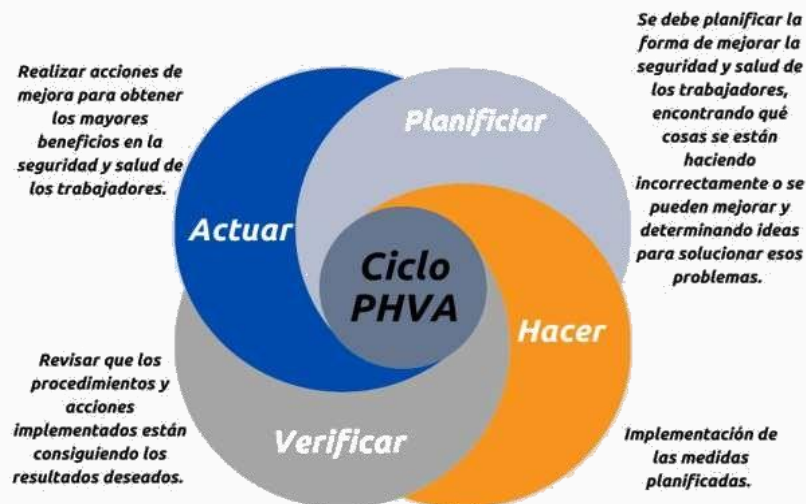 Se debe planificar la
forma de mejorar la
seguridad y salud de
los trabajadores,
encontrando qué
cosas se están
haciendo
incorrectamente o se
pueden mejorar y
determinando ideas
para solucionar esos
problemas.
Realizar acciones de
mejora para obtener
los mayores
beneficios en la
seguridad y salud de
los trabajadores.
Planificiar
Actuar
Ciclo
PHVA
Hacer
Verificar
Revisar que los
procedimientos y
acciones
implementados están
consiguiendo los
resultados deseados.
Implementación de
las medidas
planificadas.